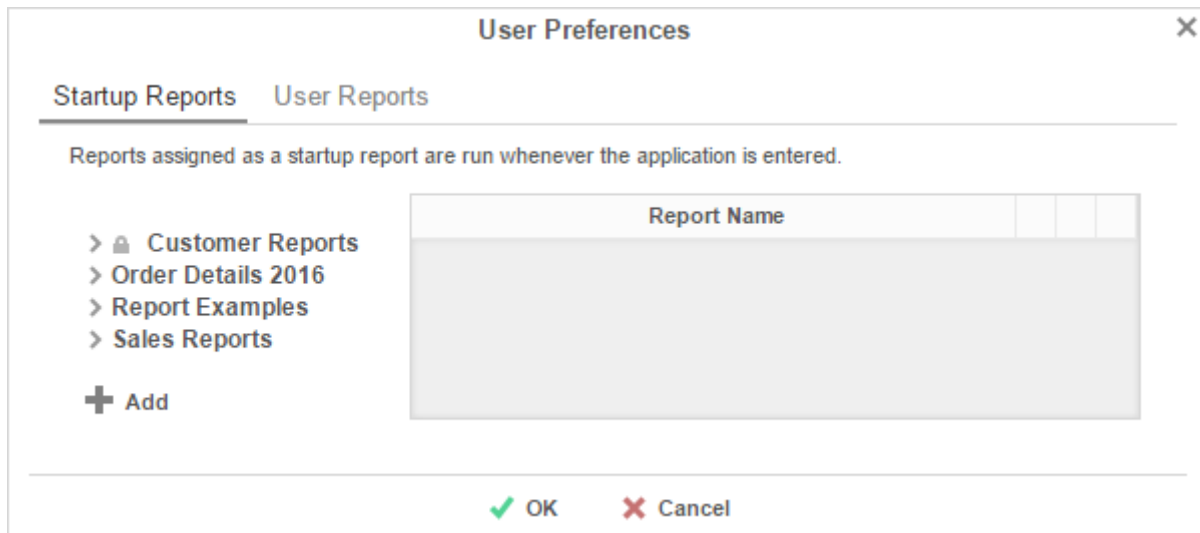 User Preferences
Startup Reports User Reports
Reports assigned as a startup report are run whenever the application is entered.
Report Name
Customer Reports
Order Details 2016
Report Examples
Sales Reports
Add
OK Cancel